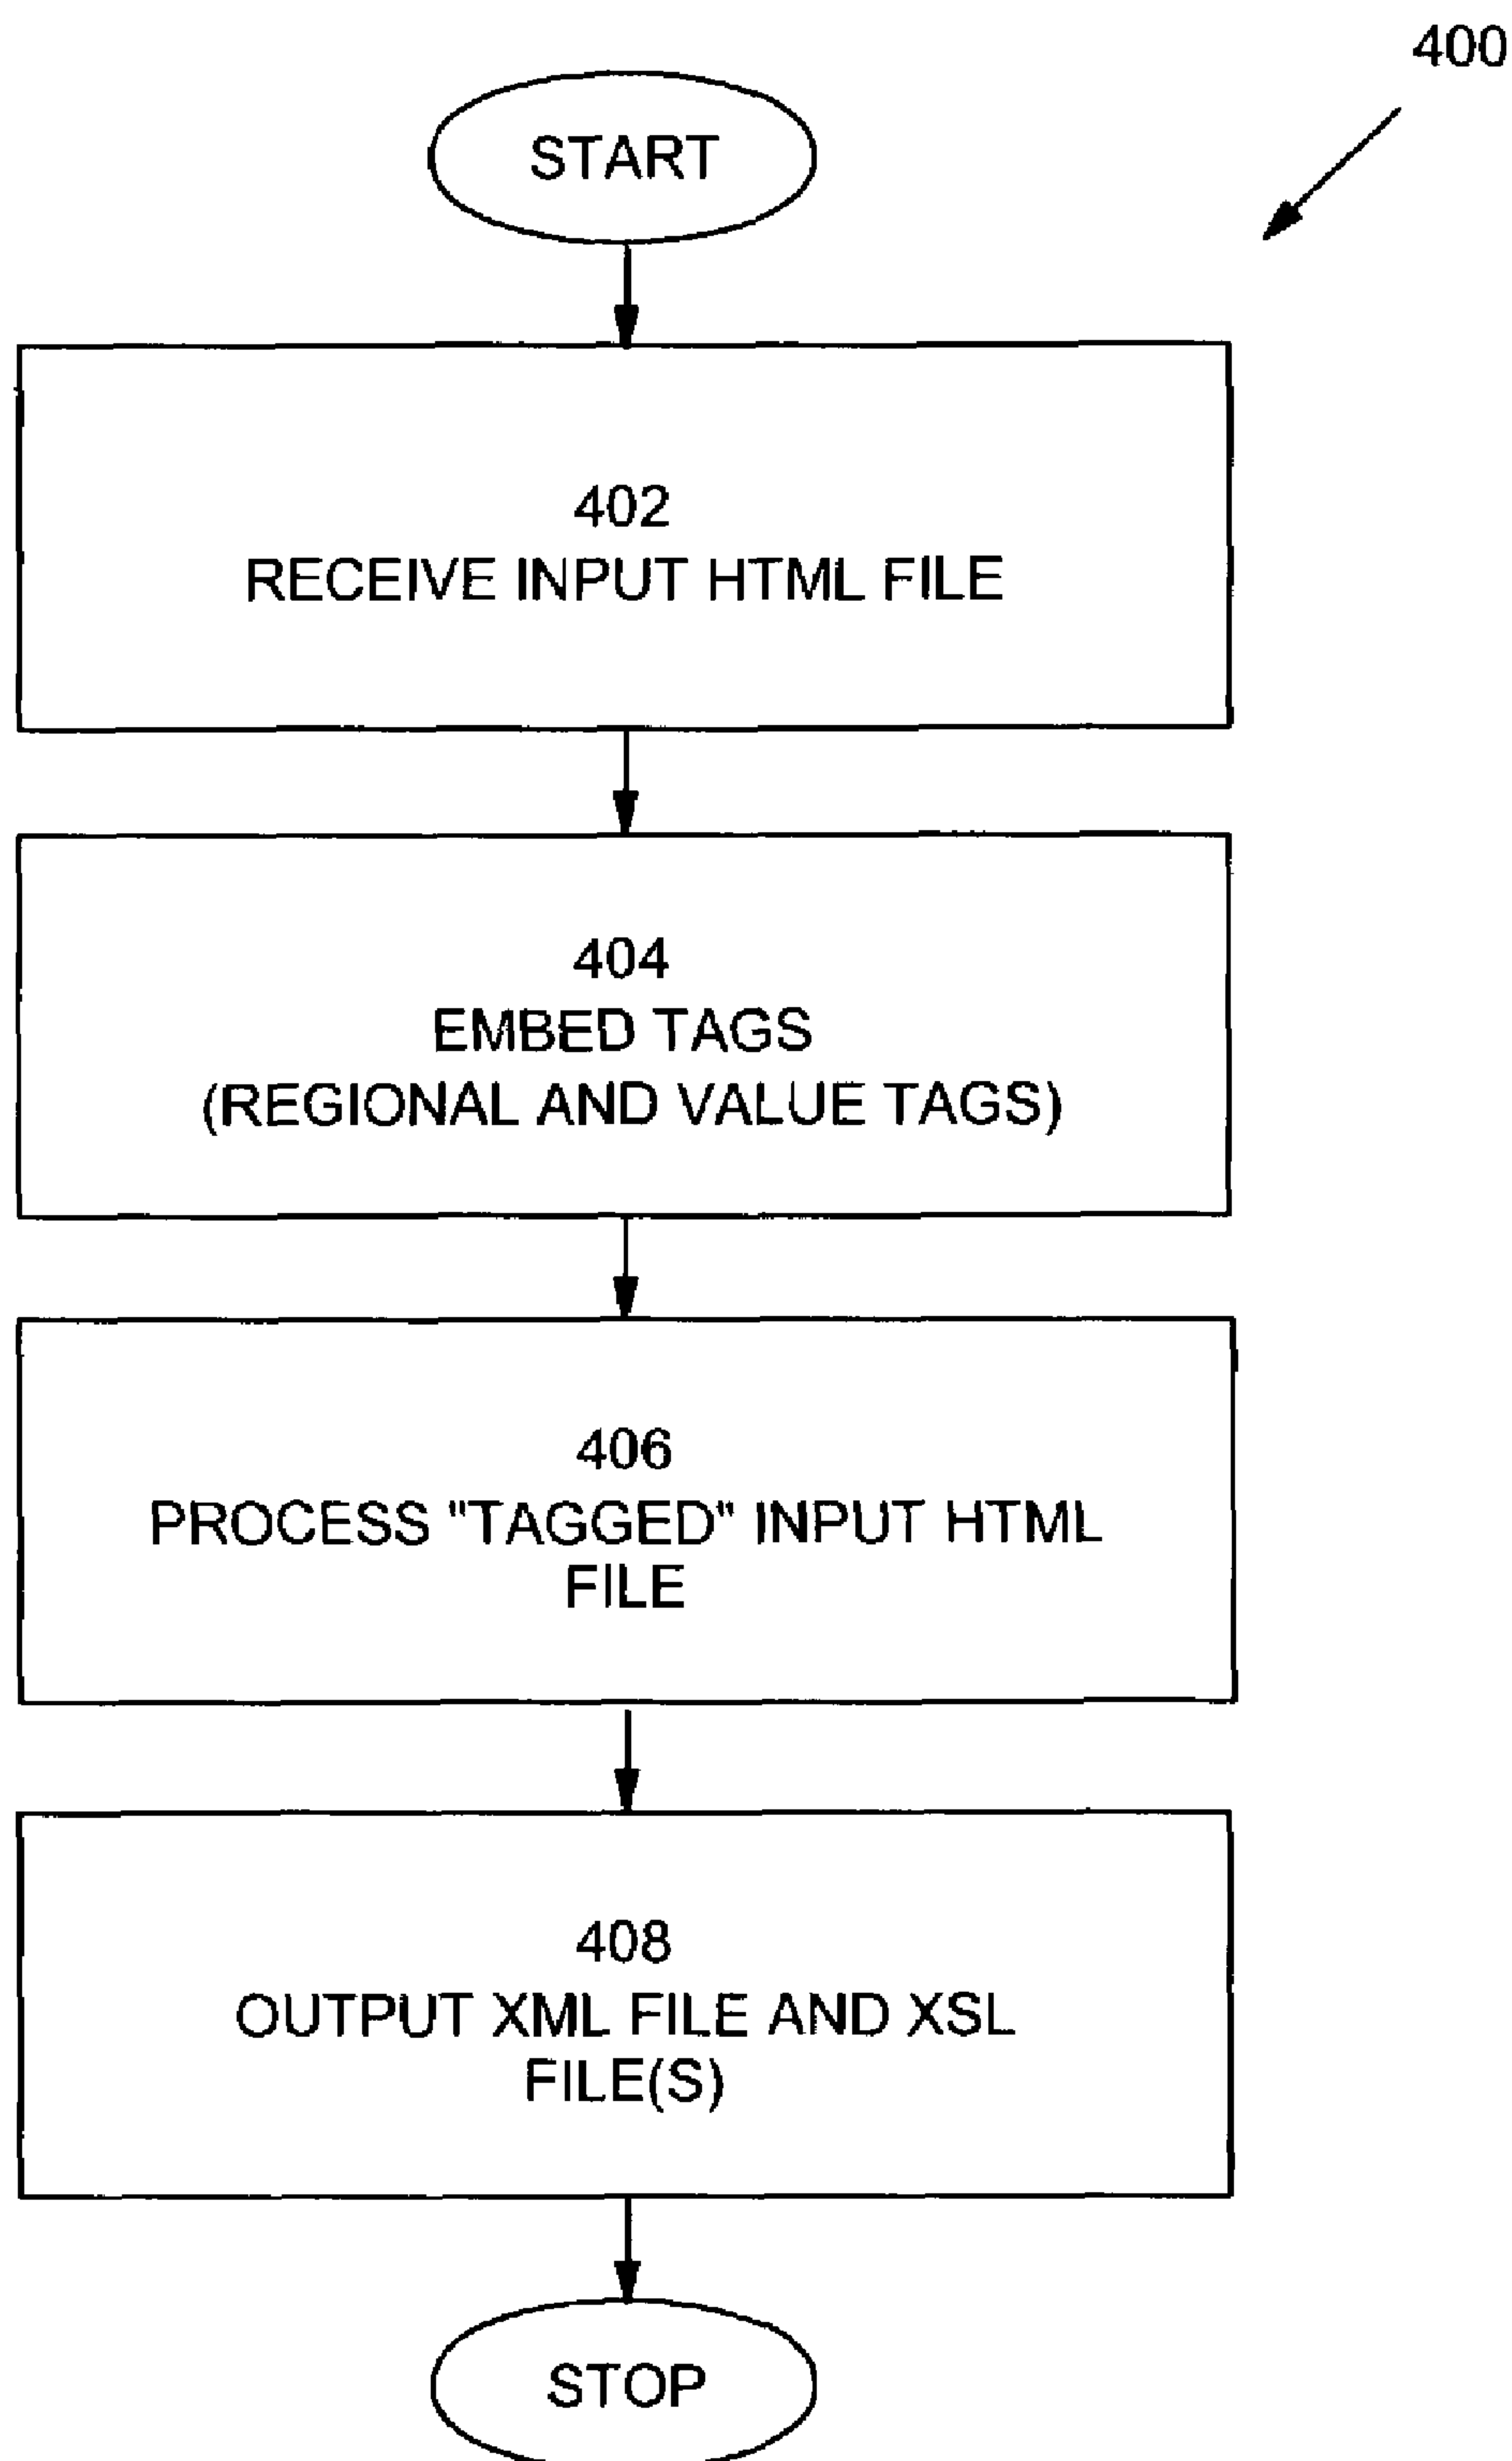 400
START
402
RECEIVE INPUT HTML FILE
404
EMBED TAGS
(REGIONAL AND VALUE TAGS)
406
PROCESS "TAGGED" INPUT HTML
FILE
408
OUTPUT XML FILE AND XSL
FILE(S)
STOP